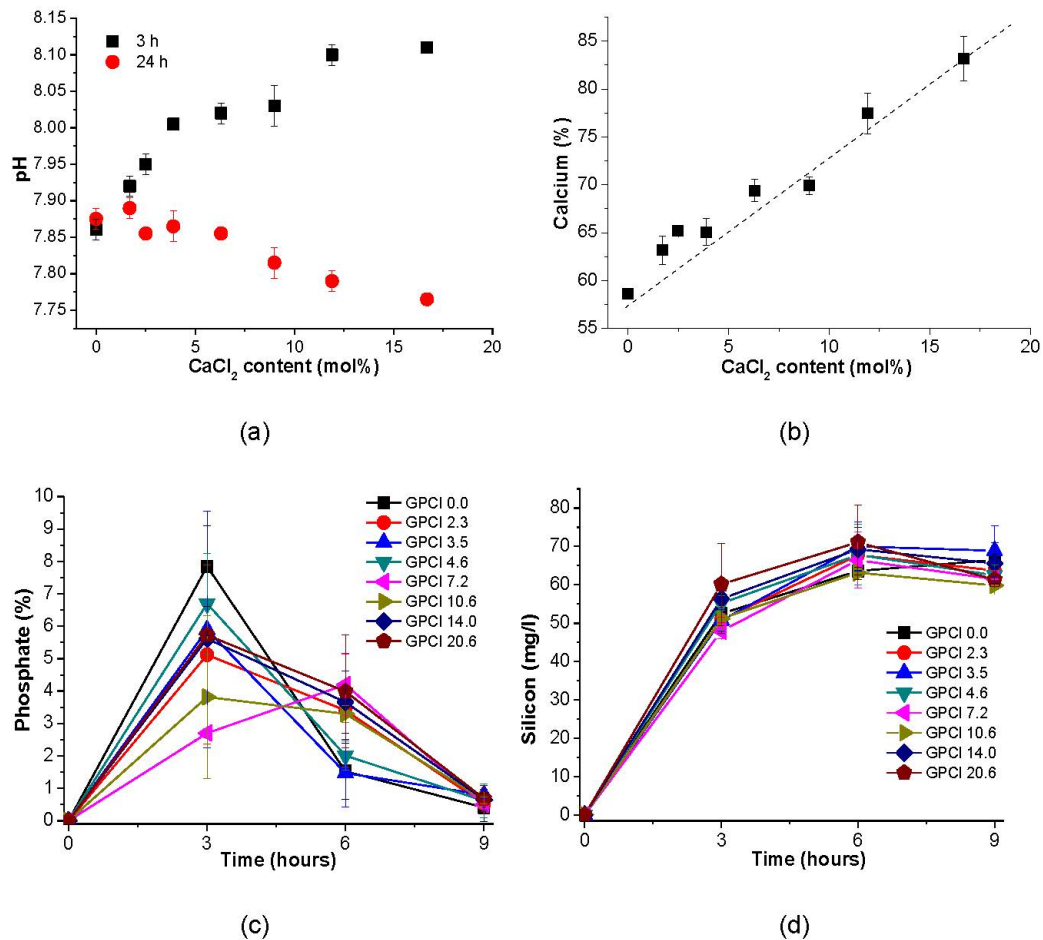 8.15
8.10
8.05
8.00
7.95
7.90
7.85
7.80
7.75
pH
3 h
24 h
0 5 10 15 20
CaCl₂ content (mol%)
(a)
85
80
75
70
65
60
55
Calcium (%)
0 5 10 15 20
CaCl₂ content (mol%)
(b)
10
9
8
7
6
5
4
3
2
1
0
Phosphate (%)
GPCl 0.0
GPCl 2.3
GPCl 3.5
GPCl 4.6
GPCl 7.2
GPCl 10.6
GPCl 14.0
GPCl 20.6
0 3 6 9
Time (hours)
(c)
80
70
60
50
40
30
20
10
0
Silicon (mg/l)
GPCl 0.0
GPCl 2.3
GPCl 3.5
GPCl 4.6
GPCl 7.2
GPCl 10.6
GPCl 14.0
GPCl 20.6
0 3 6 9
Time (hours)
(d)